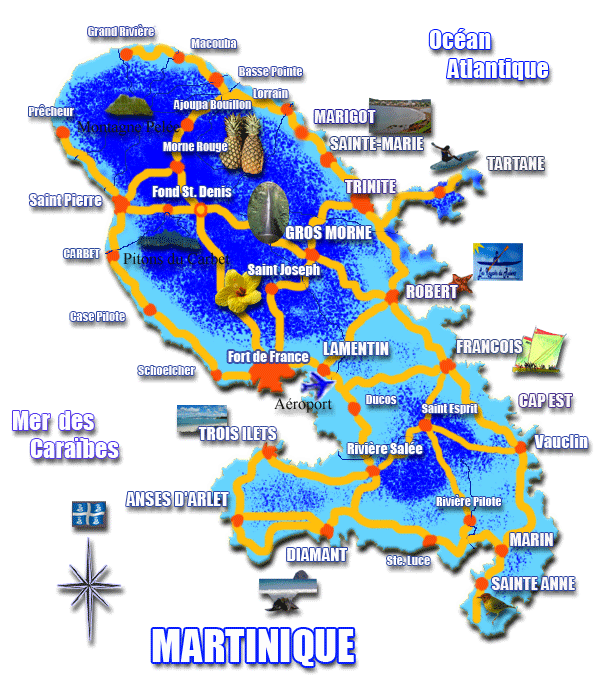 Grand Rivière
Macouba
Océan
Atlantique
Basse Pointe
Lorrain
Ajoupa Bouillon
Prêcheur
MARIGOT
SAINTE-MARIE
Morne Rougé
TARTANE
TRINITE
Fond St. Denis
Saint Pierre
GROS MORNE
CARBET
Pitons du Carbet
Saint Joseph
ROBERT
Case Pilote
LAMENTIN
FRANCOIS
Fort de France
Schoelcher
Aéroport
Ducos
CAP EST
Saint Esprit
Mer des
Caraïbes
TROIS ILETS
Rivière Salée
Vauclin
ANSES D'ARLET
Rivière Pilote
MARIN
DIAMANT
Ste. Luce
SAINTE ANNE
MARTINIQUE